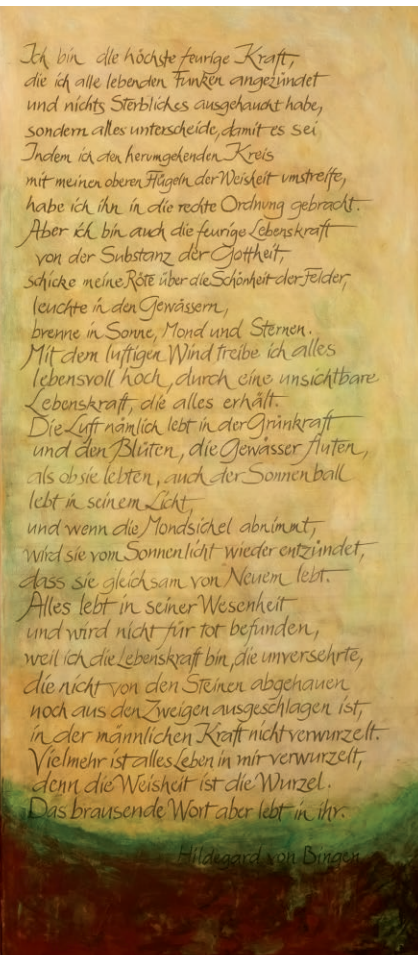 Ich bin die höchste feurige Kraft,
die ich alle lebenden Funken angezündet
und nichts Sterbliches ausgehaucht habe,
sondern alles unterscheide, damit es sei
Indem ich den herumgehenden Kreis
mit meinen oberen Flügeln der Weisheit umstreife,
habe ich ihn in die rechte Ordnung gebracht.
Aber ich bin auch die feurige Lebenskraft
von der Substanz der Gottheit,
schicke meine Röte über die Schönheit der Felder,
leuchte in den Gewässern,
brenne in Sonne, Mond und Sternen.
Mit dem luftigen Wind treibe ich alles
lebensvoll hoch, durch eine unsichtbare
Lebenskraft, die alles erhält.
Die Luft nämlich lebt in der Grünkraft
und den Blüten, die Gewässer fluten,
als ob sie lebten, auch der Sonnenball
lebt in seinem Licht,
und wenn die Mondsichel abnimmt,
wird sie vom Sonnenlicht wieder entzündet,
dass sie gleichsam von Neuem lebt.
Alles lebt in seiner Wesenheit
und wird nicht für tot befunden,
weil ich die Lebenskraft bin, die unversehrte,
die nicht von den Steinen abgehauen
noch aus den Zweigen ausgeschlagen ist,
in der männlichen Kraft nicht verwurzelt.
Vielmehr ist alles Leben in mir verwurzelt,
denn die Weisheit ist die Wurzel.
Das brausende Wort aber lebt in ihr.
Hildegard von Bingen